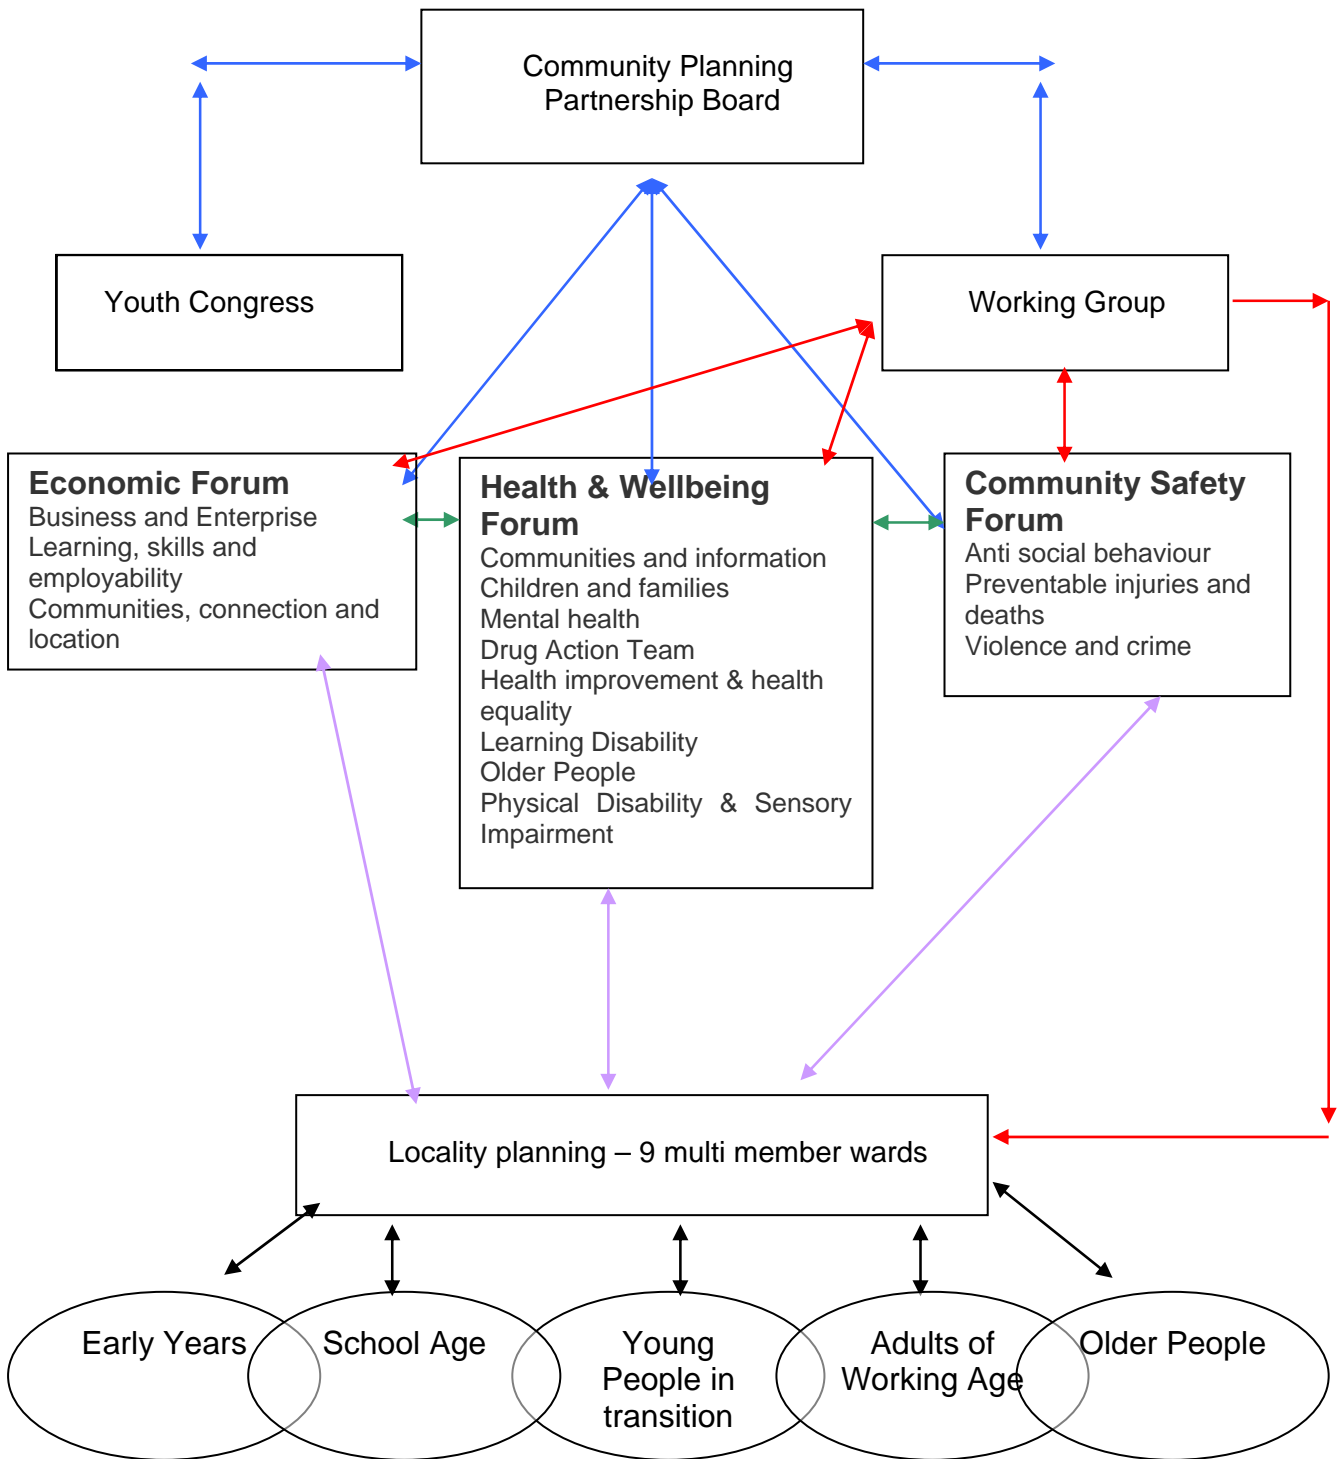 Community Planning
Partnership Board
Youth Congress
Working Group
Economic Forum
Business and Enterprise
Learning, skills and
employability
Communities, connection and
location
Health & Wellbeing
Forum
Communities and information
Children and families
Mental health
Drug Action Team
Health improvement & health
equality
Learning Disability
Older People
Physical Disability & Sensory
Impairment
Community Safety
Forum
Anti social behaviour
Preventable injuries and
deaths
Violence and crime
Locality planning – 9 multi member wards
Early Years
School Age
Young
People in
transition
Adults of
Working Age
Older People